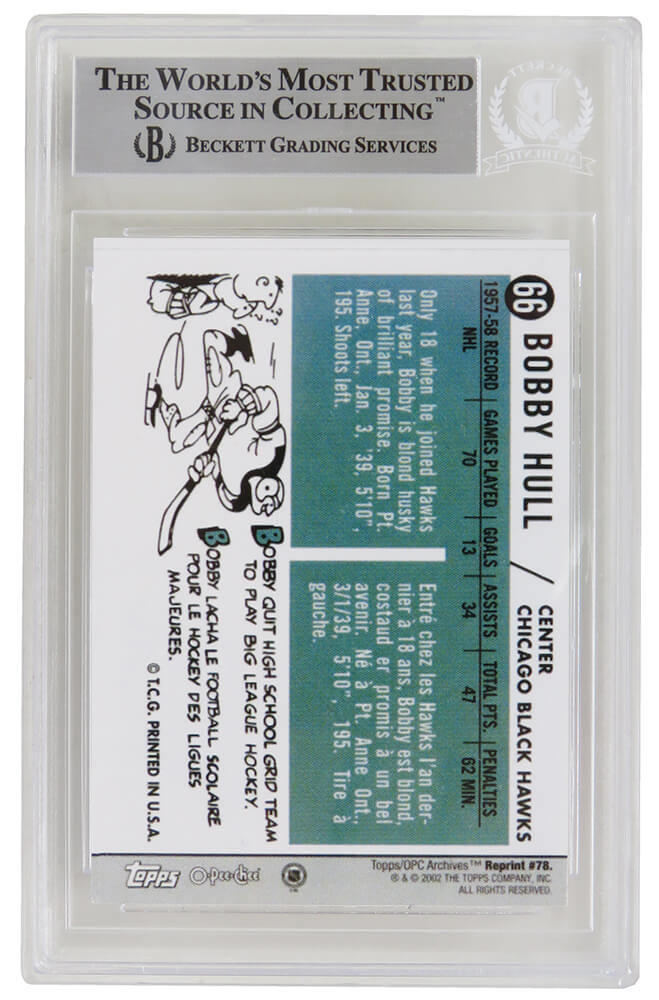 THE WORLD'S MOST TRUSTED
SOURCE IN COLLECTING™
B BECKETT GRADING SERVICES
BECKETT
B
AUTHENTIC
66 BOBBY HULL / CENTER
CHICAGO BLACK HAWKS
1957-58 RECORD | GAMES PLAYED | GOALS | ASSISTS | TOTAL PTS. | PENALTIES
NHL 70 13 34 47 62 MIN.
Only 18 when he joined Hawks
last year, Bobby is blond husky
of brilliant promise. Born Pt.
Anne, Ont., Jan. 3, '39, 5'10",
195. Shoots left.
Entré chez les Hawks l'an der-
nier à 18 ans, Bobby est blond,
costaud er promis à un bel
avenir. Né à Pt. Anne Ont.,
3/1/39, 5'10", 195. Tire à
gauche.
BOBBY QUIT HIGH SCHOOL GRID TEAM
TO PLAY BIG LEAGUE HOCKEY.
BOBBY LACHA LE FOOTBALL SCOLAIRE
POUR LE HOCKEY DES LIGUES
MAJEURES.
© T.C.G. PRINTED IN U.S.A.
TOPPS O-Pee-Chee
Topps/OPC Archives™ Reprint #78.
® & © 2002 THE TOPPS COMPANY, INC.
ALL RIGHTS RESERVED.